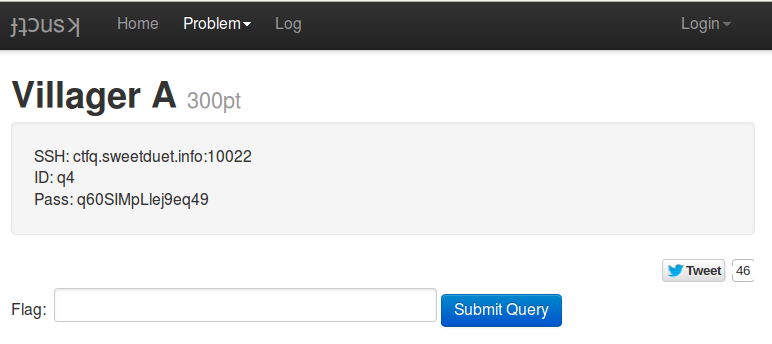 ksnctf
Home Problem Log Login
Villager A 300pt
SSH: ctfq.sweetduet.info:10022
ID: q4
Pass: q60SIMpLlej9eq49
Tweet 46
Flag: Submit Query